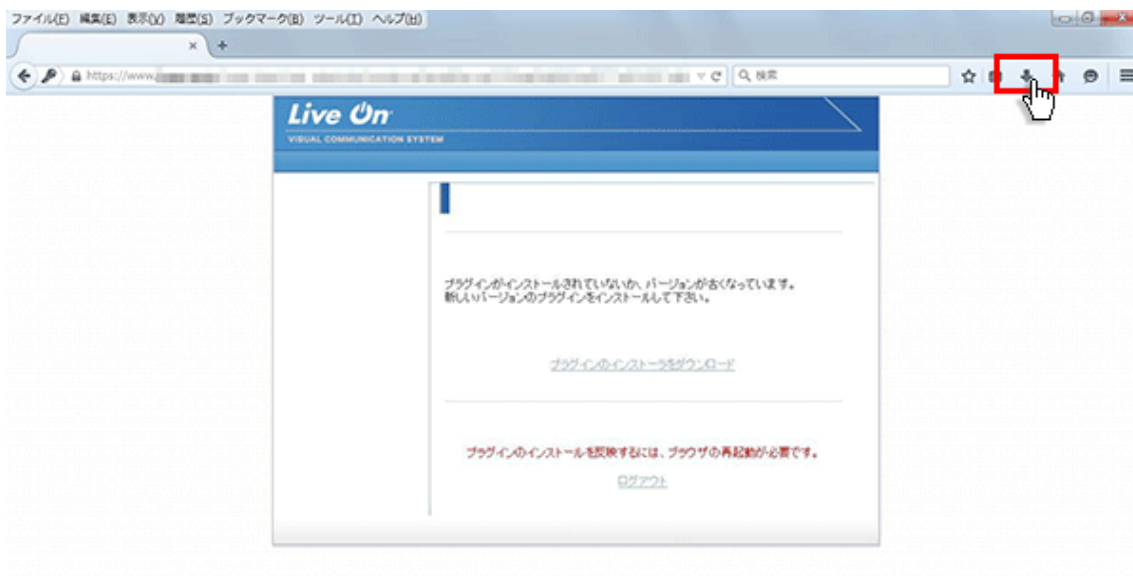 ファイル(F) 編集(E) 表示(V) 履歴(S) ブックマーク(B) ツール(T) ヘルプ(H)
https://www.
検索
Live On
VISUAL COMMUNICATION SYSTEM
プラグインがインストールされていないか、バージョンが古くなっています。
新しいバージョンのプラグインをインストールして下さい。
プラグインのインストーラをダウンロード
プラグインのインストールを反映するには、ブラウザの再起動が必要です。
ログアウト